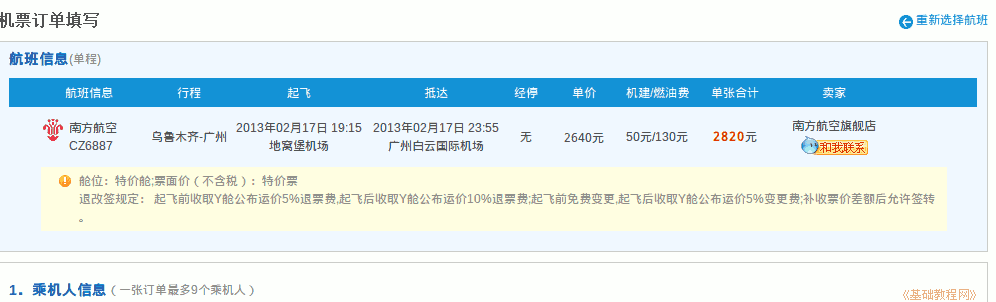 机票订单填写
重新选择航班
航班信息(单程)
航班信息 行程 起飞 抵达 经停 单价 机建/燃油费 单张合计 卖家
南方航空 CZ6887
乌鲁木齐-广州
2013年02月17日 19:15
地窝堡机场
2013年02月17日 23:55
广州白云国际机场
无
2640元
50元/130元
2820元
南方航空旗舰店
和我联系
舱位：特价舱;票面价（不含税）：特价票
退改签规定： 起飞前收取Y舱公布运价5%退票费,起飞后收取Y舱公布运价10%退票费;起飞前免费变更,起飞后收取Y舱公布运价5%变更费;补收票价差额后允许签转
。
1．乘机人信息（一张订单最多9个乘机人）
《基础教程网》